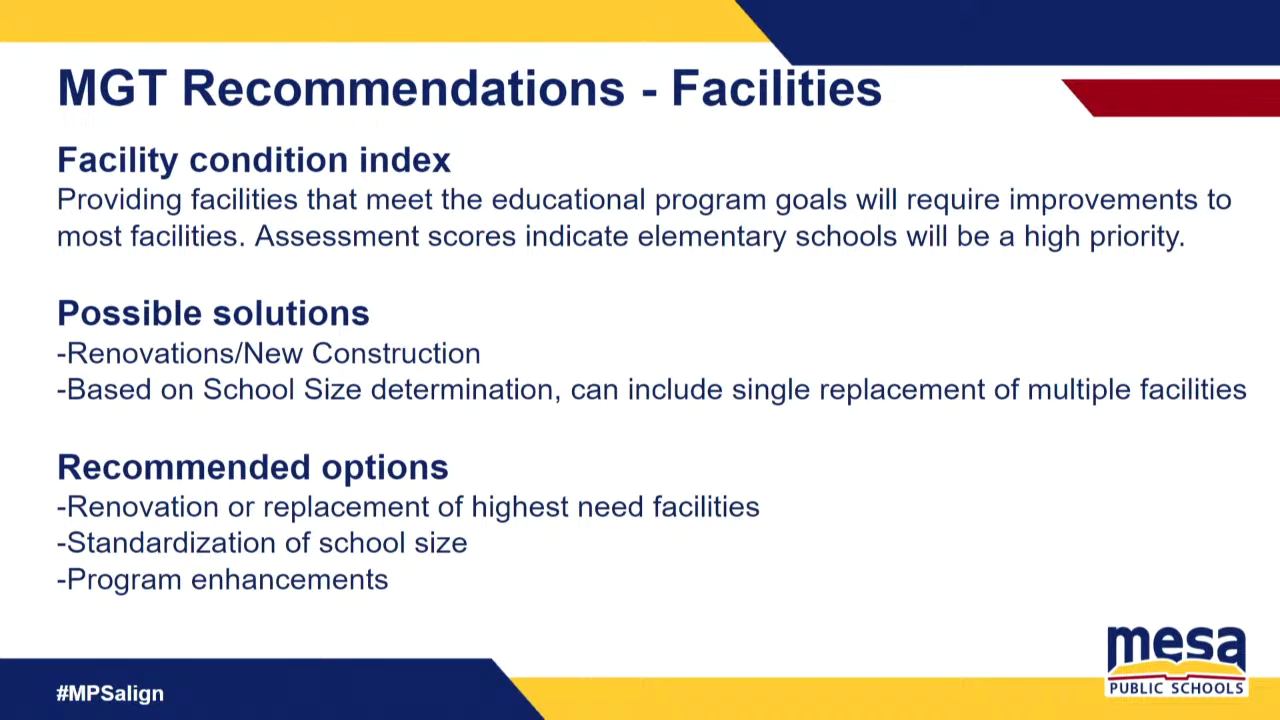 MGT Recommendations - Facilities
Facility condition index
Providing facilities that meet the educational program goals will require improvements to
most facilities. Assessment scores indicate elementary schools will be a high priority.
Possible solutions
-Renovations/New Construction
-Based on School Size determination, can include single replacement of multiple facilities
Recommended options
-Renovation or replacement of highest need facilities
-Standardization of school size
-Program enhancements
#MPSalign
mesa
PUBLIC SCHOOLS